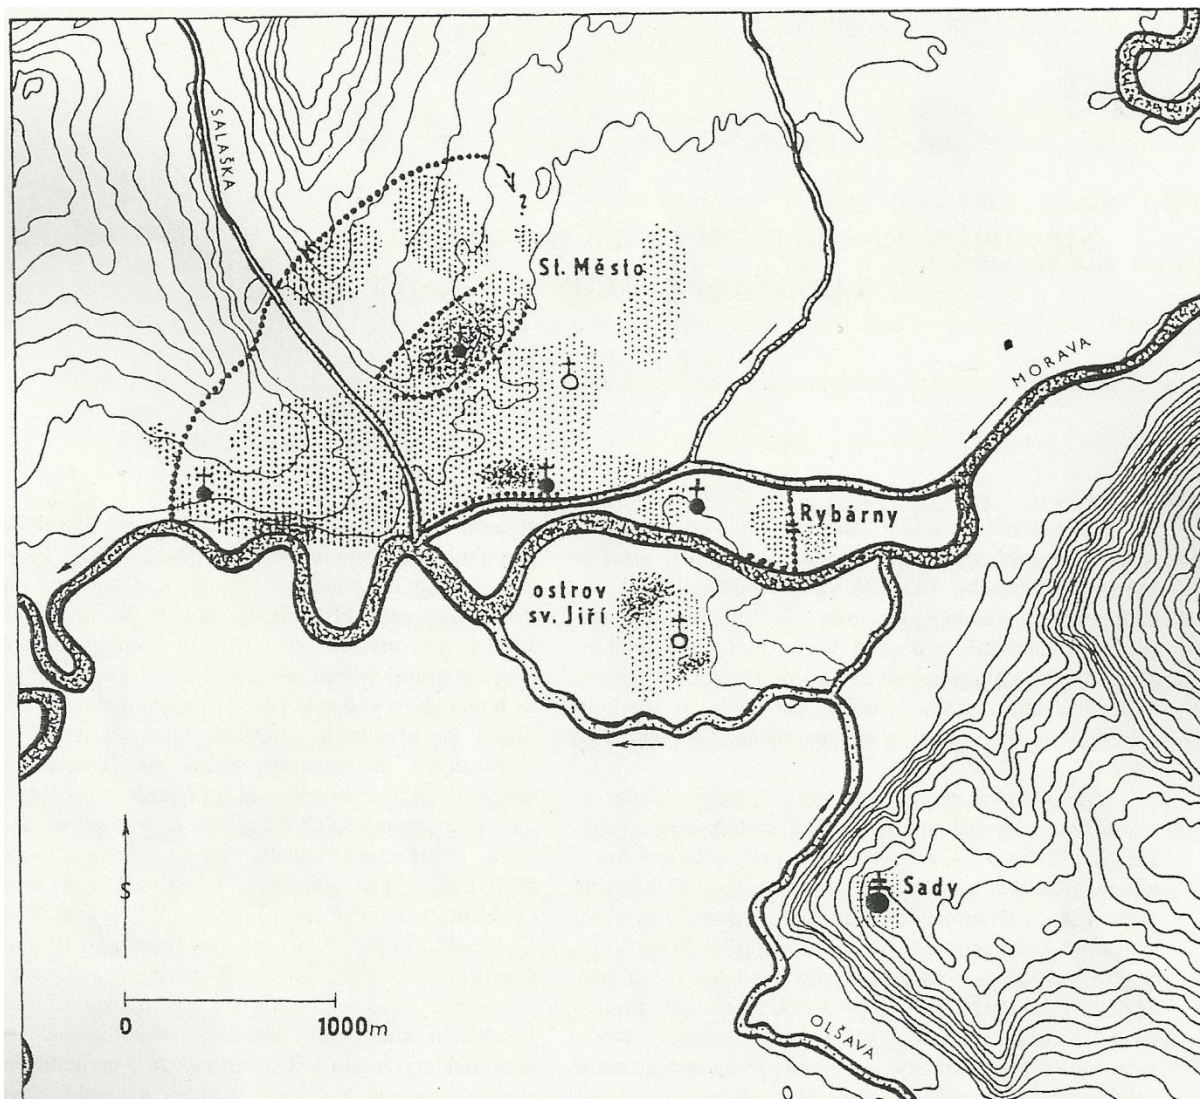 SALAŠKA
?
St. Město
MORAVA
Rybárny
ostrov
sv. Jiří
Sady
S
0 1000m
OLŠAVA